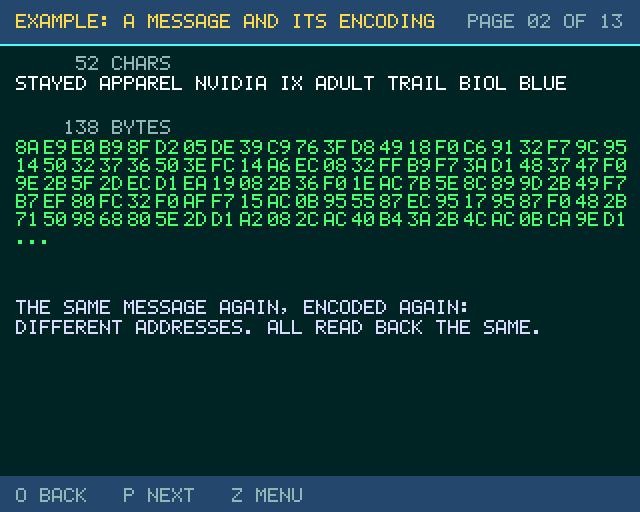 EXAMPLE: A MESSAGE AND ITS ENCODING PAGE 02 OF 13
52 CHARS
STAYED APPAREL NVIDIA IX ADULT TRAIL BIOL BLUE
138 BYTES
8A E9 E0 B9 8F D2 05 DE 39 C9 76 3F D8 49 18 F0 C6 91 32 F7 9C 95
14 50 32 37 36 50 3E FC 14 A6 EC 08 32 FF B9 F7 3A D1 48 37 47 F0
9E 2B 5F 2D EC D1 EA 19 08 2B 36 F0 1E AC 7B 5E 8C 89 9D 2B 49 F7
B7 EF 80 FC 32 F0 AF F7 15 AC 0B 95 55 87 EC 95 17 95 87 F0 48 2B
71 50 98 68 80 5E 2D D1 A2 08 2C AC 40 B4 3A 2B 4C AC 0B CA 9E D1
...
THE SAME MESSAGE AGAIN, ENCODED AGAIN:
DIFFERENT ADDRESSES. ALL READ BACK THE SAME.
O BACK P NEXT Z MENU